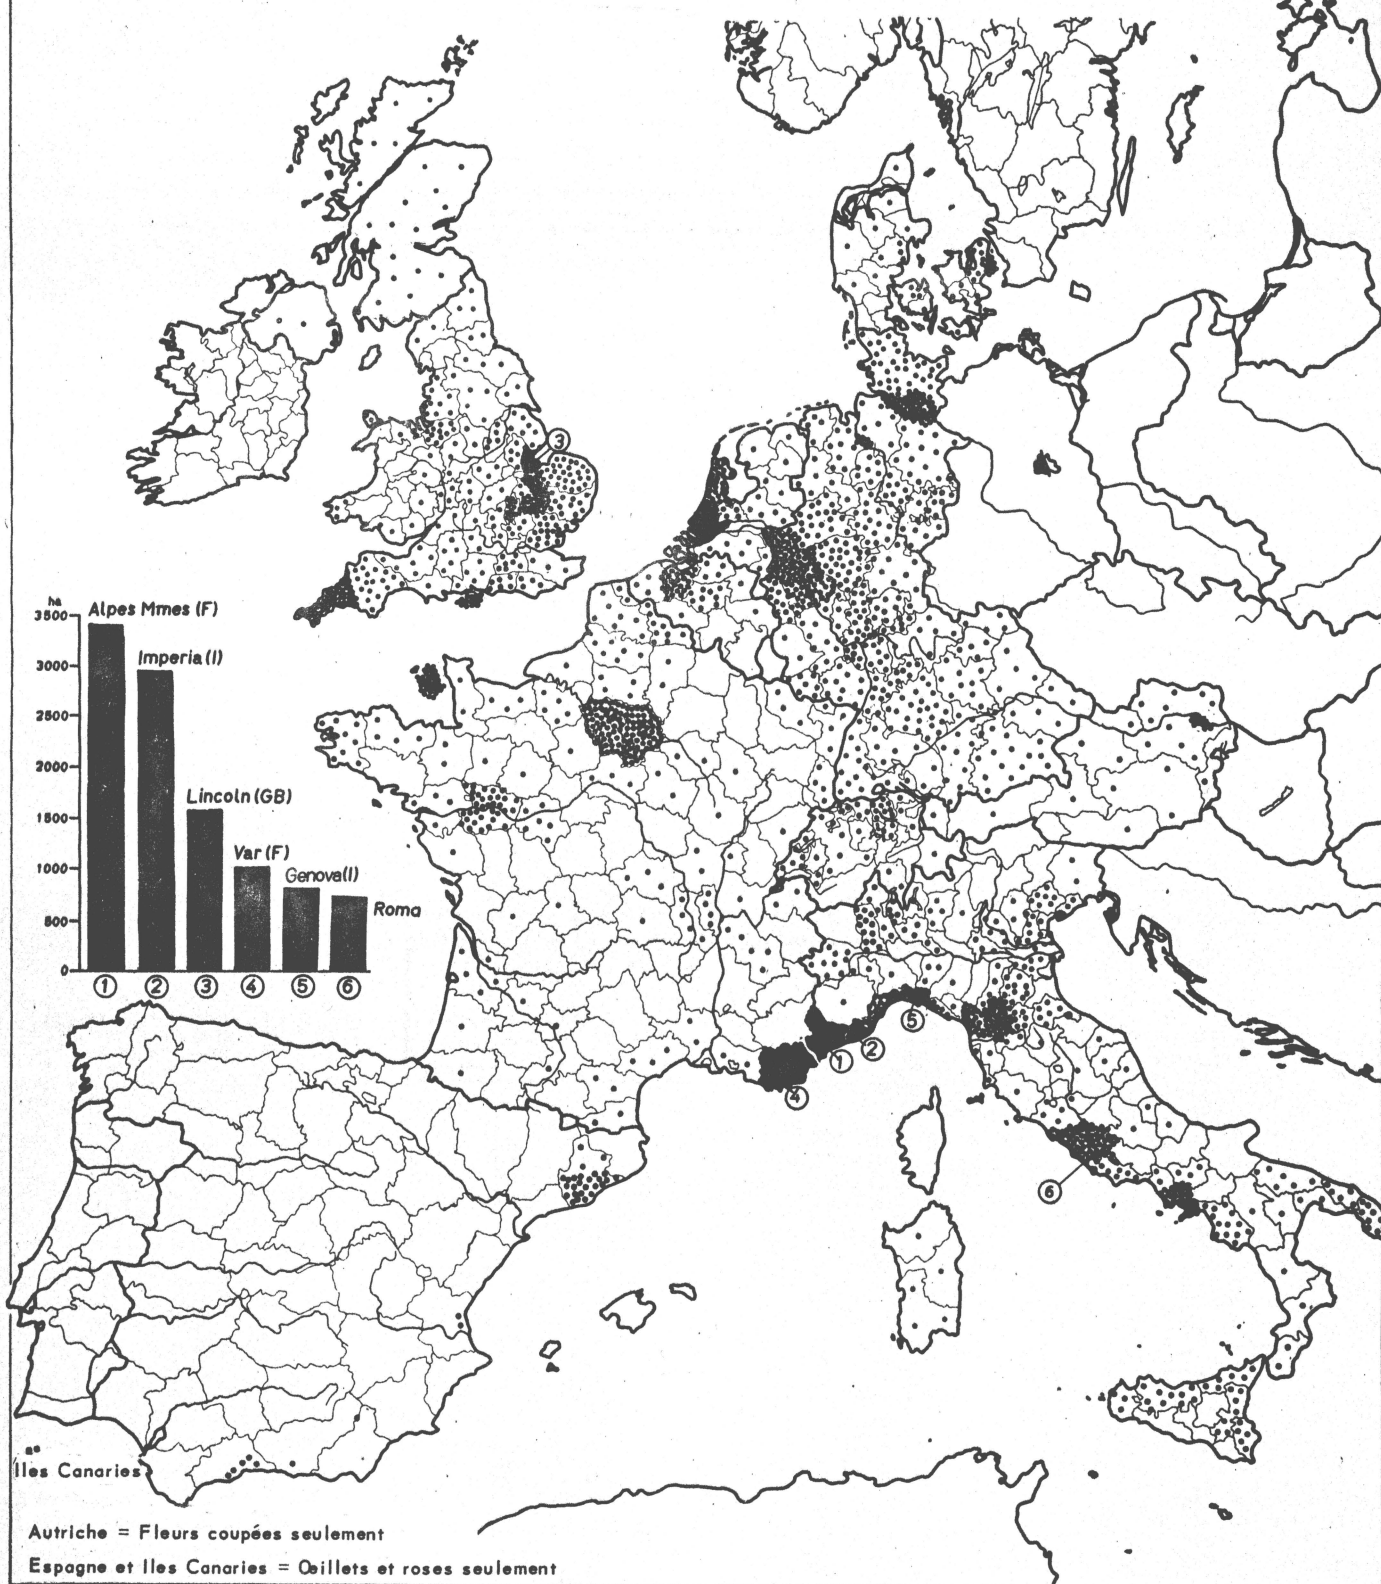 ③
ha
Alpes Mmes (F)
3500
Imperia (I)
3000
2500
2000
Lincoln (GB)
1500
Var (F)
1000
Genova (I)
Roma
500
0
① ② ③ ④ ⑤ ⑥
⑤
②
①
④
⑥
Iles Canaries
Autriche = Fleurs coupées seulement
Espagne et Iles Canaries = Œillets et roses seulement